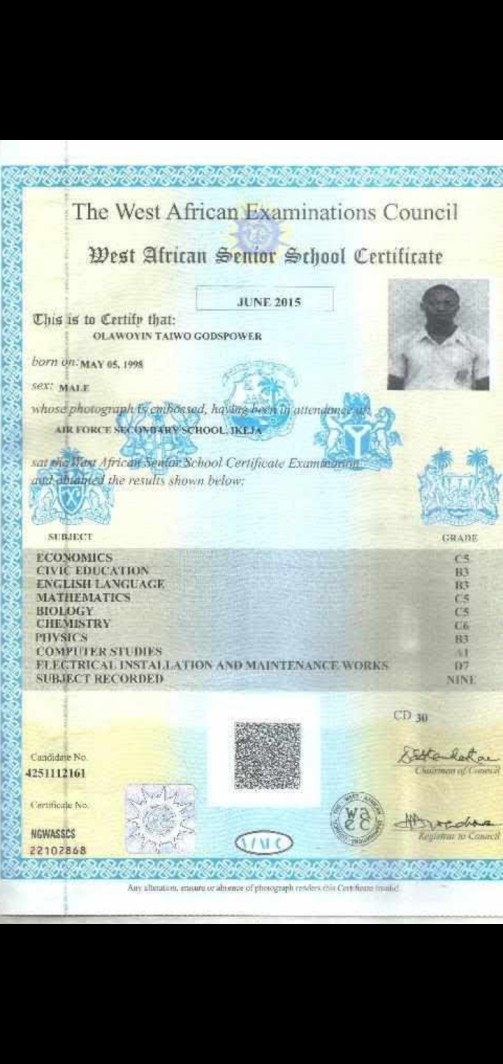 The West African Examinations Council
West African Senior School Certificate
JUNE 2015
This is to Certify that:
OLAWOYIN TAIWO GODSPOWER
born on: MAY 05, 1998
sex: MALE
whose photograph is embossed, having been in attendance at
AIR FORCE SECONDARY SCHOOL, IKEJA
sat the West African Senior School Certificate Examination
and obtained the results shown below:
SUBJECT GRADE
ECONOMICS C5
CIVIC EDUCATION B3
ENGLISH LANGUAGE B3
MATHEMATICS C5
BIOLOGY C5
CHEMISTRY C6
PHYSICS B3
COMPUTER STUDIES A1
ELECTRICAL INSTALLATION AND MAINTENANCE WORKS D7
SUBJECT RECORDED NINE
CD 30
Candidate No.
4251112161
Chairman of Council
Certificate No.
NGWASSCS
22102868
Registrar to Council
Any alteration, erasure or absence of photograph renders this Certificate invalid.